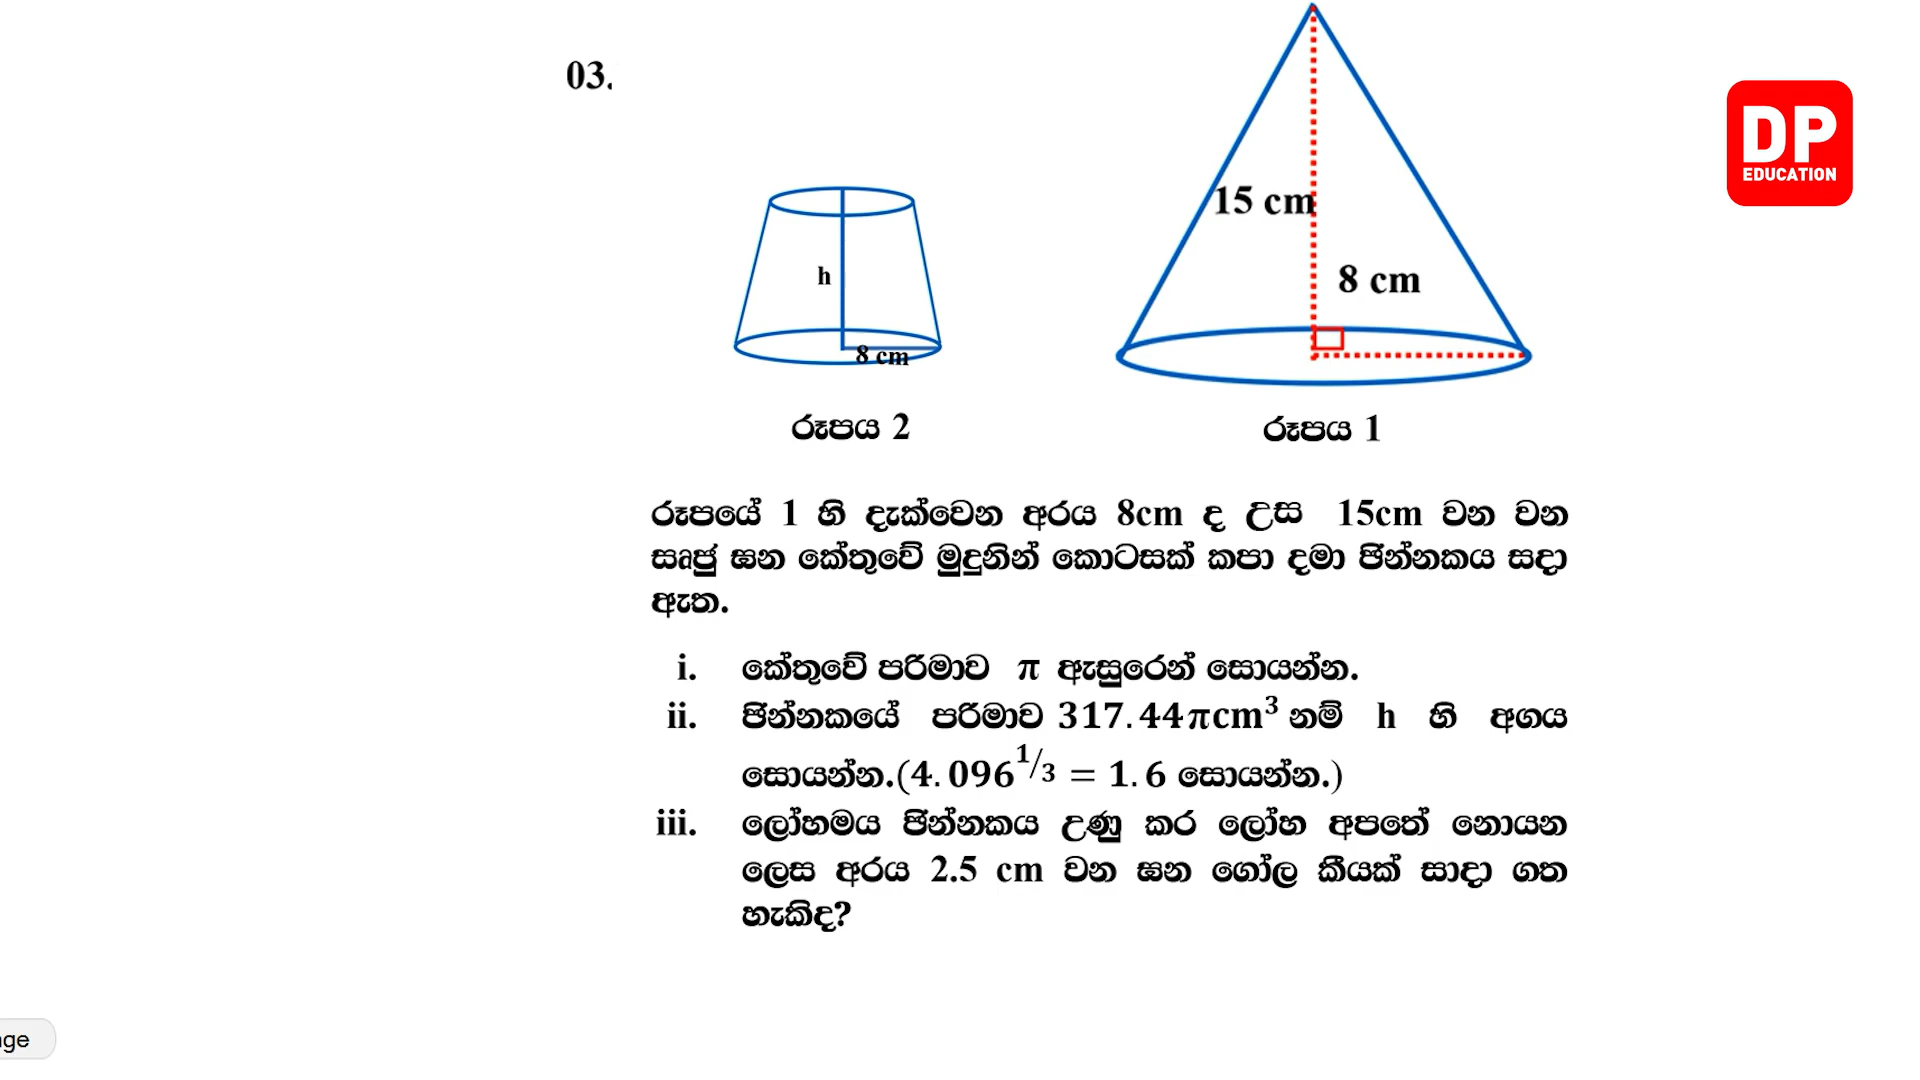 03.
DP
EDUCATION
15 cm
8 cm
h
8 cm
රූපය 2
රූපය 1
රූපයේ 1 හි දැක්වෙන අරය 8cm ද උස 15cm වන වන
සෘජු ඝන කේතුවේ මුදුනින් කොටසක් කපා දමා ඡින්නකය සදා
ඇත.
i. කේතුවේ පරිමාව π ඇසුරෙන් සොයන්න.
ii. ඡින්නකයේ පරිමාව 317.44πcm³ නම් h හි අගය
සොයන්න.(4.096^1/3 = 1.6 සොයන්න.)
iii. ලෝහමය ඡින්නකය උණු කර ලෝහ අපතේ නොයන
ලෙස අරය 2.5 cm වන ඝන ගෝල කීයක් සාදා ගත
හැකිද?